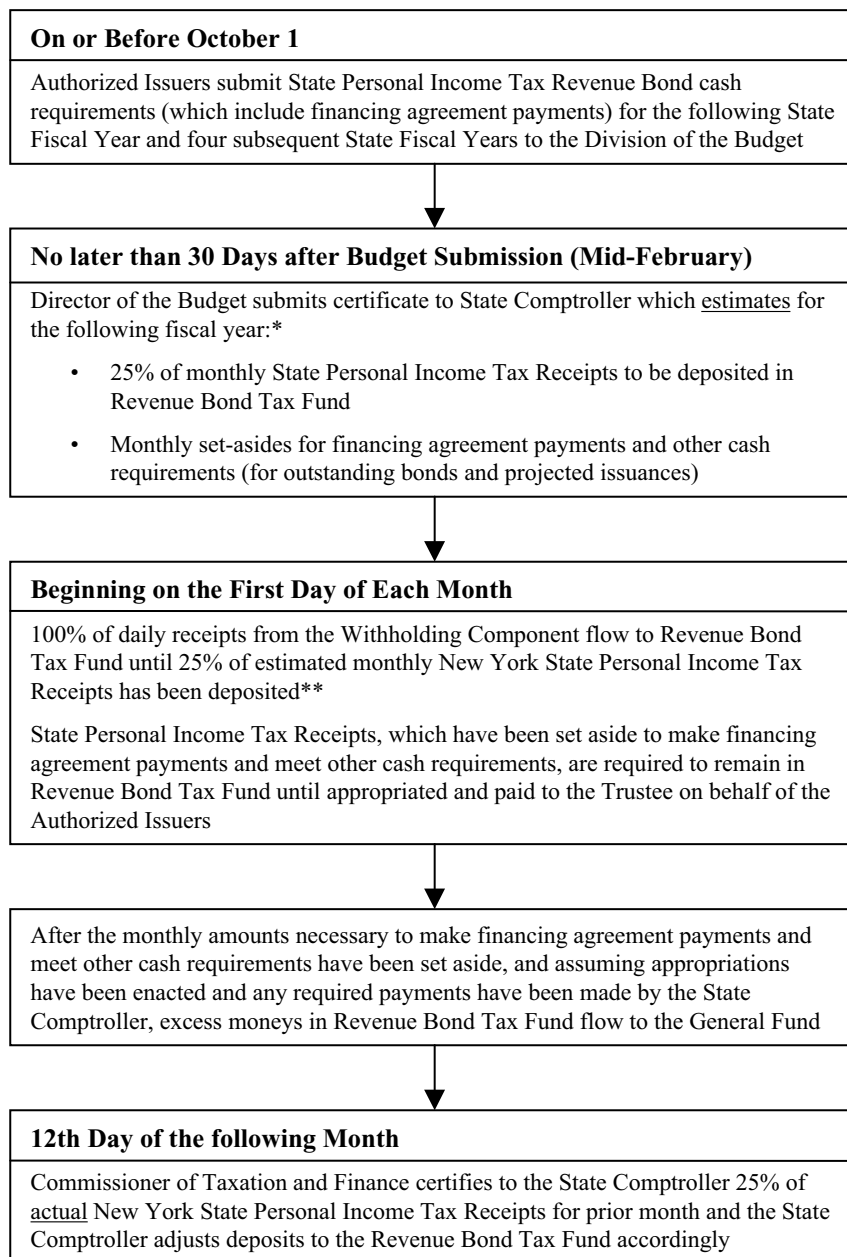 On or Before October 1
Authorized Issuers submit State Personal Income Tax Revenue Bond cash
requirements (which include financing agreement payments) for the following State
Fiscal Year and four subsequent State Fiscal Years to the Division of the Budget
No later than 30 Days after Budget Submission (Mid-February)
Director of the Budget submits certificate to State Comptroller which estimates for
the following fiscal year:*
• 25% of monthly State Personal Income Tax Receipts to be deposited in
Revenue Bond Tax Fund
• Monthly set-asides for financing agreement payments and other cash
requirements (for outstanding bonds and projected issuances)
Beginning on the First Day of Each Month
100% of daily receipts from the Withholding Component flow to Revenue Bond
Tax Fund until 25% of estimated monthly New York State Personal Income Tax
Receipts has been deposited**
State Personal Income Tax Receipts, which have been set aside to make financing
agreement payments and meet other cash requirements, are required to remain in
Revenue Bond Tax Fund until appropriated and paid to the Trustee on behalf of the
Authorized Issuers
After the monthly amounts necessary to make financing agreement payments and
meet other cash requirements have been set aside, and assuming appropriations
have been enacted and any required payments have been made by the State
Comptroller, excess moneys in Revenue Bond Tax Fund flow to the General Fund
12th Day of the following Month
Commissioner of Taxation and Finance certifies to the State Comptroller 25% of
actual New York State Personal Income Tax Receipts for prior month and the State
Comptroller adjusts deposits to the Revenue Bond Tax Fund accordingly